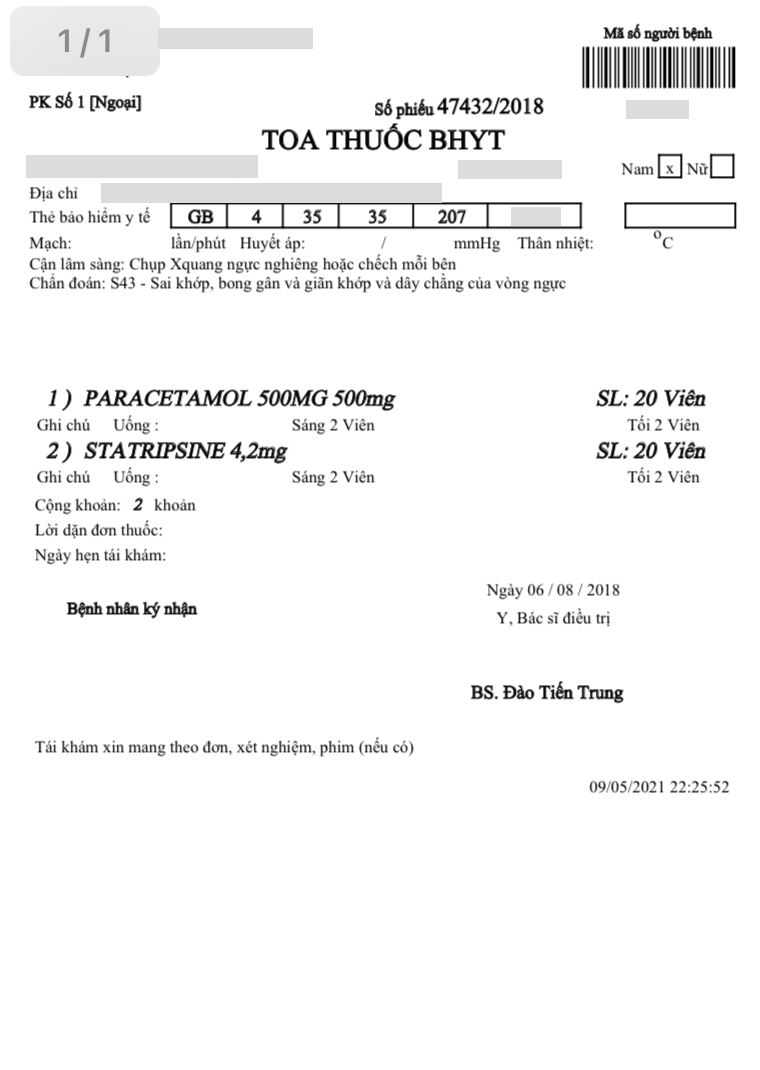 1/1
Mã số người bệnh
PK Số 1 [Ngoại]
Số phiếu 47432/2018
TOA THUỐC BHYT
Nam x Nữ
Địa chỉ
Thẻ bảo hiểm y tế GB 4 35 35 207
Mạch: lần/phút Huyết áp: / mmHg Thân nhiệt: °C
Cận lâm sàng: Chụp Xquang ngực nghiêng hoặc chếch mỗi bên
Chẩn đoán: S43 - Sai khớp, bong gân và giãn khớp và dây chằng của vòng ngực
1 ) PARACETAMOL 500MG 500mg SL: 20 Viên
Ghi chú Uống : Sáng 2 Viên Tối 2 Viên
2 ) STATRIPSINE 4,2mg SL: 20 Viên
Ghi chú Uống : Sáng 2 Viên Tối 2 Viên
Cộng khoản: 2 khoản
Lời dặn đơn thuốc:
Ngày hẹn tái khám:
Ngày 06 / 08 / 2018
Bệnh nhân ký nhận
Y, Bác sĩ điều trị
BS. Đào Tiến Trung
Tái khám xin mang theo đơn, xét nghiệm, phim (nếu có)
09/05/2021 22:25:52